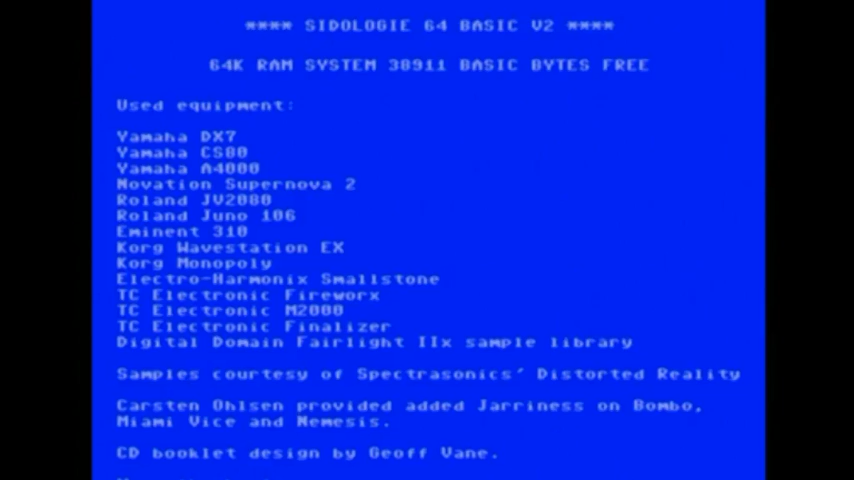 **** SIDOLOGIE 64 BASIC V2 ****
64K RAM SYSTEM 38911 BASIC BYTES FREE
Used equipment:
Yamaha DX7
Yamaha CS80
Yamaha A4000
Novation Supernova 2
Roland JV2080
Roland Juno 106
Eminent 310
Korg Wavestation EX
Korg Monopoly
Electro-Harmonix Smallstone
TC Electronic Fireworx
TC Electronic M2000
TC Electronic Finalizer
Digital Domain Fairlight IIx sample library
Samples courtesy of Spectrasonics' Distorted Reality
Carsten Ohlsen provided added Jarriness on Bombo,
Miami Vice and Nemesis.
CD booklet design by Geoff Vane.